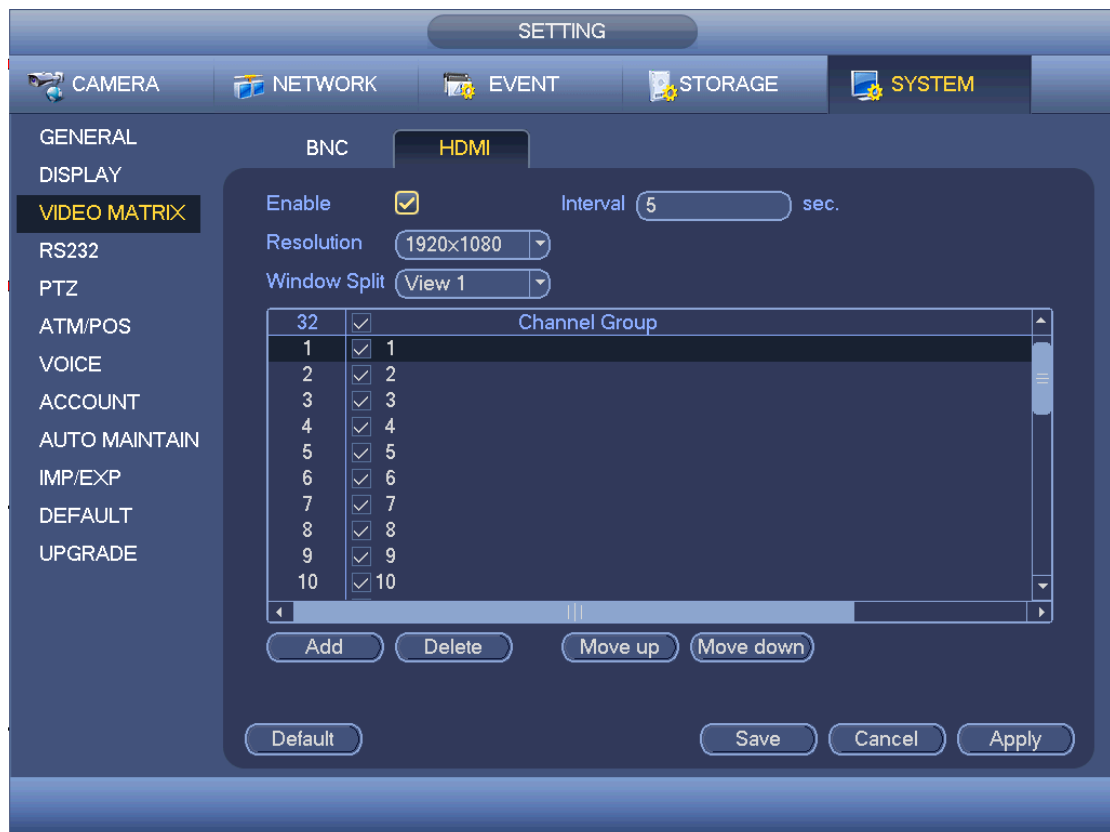 SETTING
CAMERA NETWORK EVENT STORAGE SYSTEM
GENERAL
DISPLAY
VIDEO MATRIX
RS232
PTZ
ATM/POS
VOICE
ACCOUNT
AUTO MAINTAIN
IMP/EXP
DEFAULT
UPGRADE
BNC HDMI
Enable Interval 5 sec.
Resolution 1920×1080
Window Split View 1
32 Channel Group
1 1
2 2
3 3
4 4
5 5
6 6
7 7
8 8
9 9
10 10
Add Delete Move up Move down
Default Save Cancel Apply